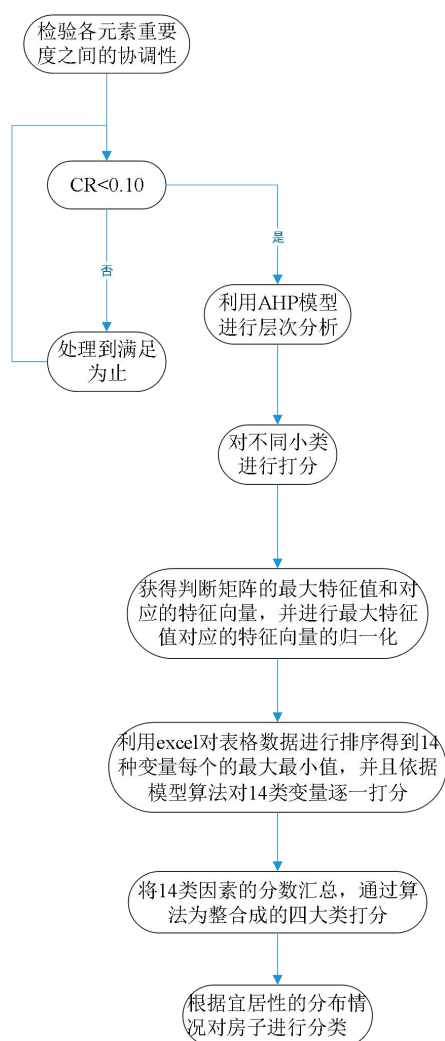 检验各元素重要
度之间的协调性
CR<0.10
是
否
利用AHP模型
进行层次分析
处理到满足
为止
对不同小类
进行打分
获得判断矩阵的最大特征值和对
应的特征向量，并进行最大特征
值对应的特征向量的归一化
利用excel对表格数据进行排序得到14
种变量每个的最大最小值，并且依据
模型算法对14类变量逐一打分
将14类因素的分数汇总，通过算
法为整合成的四大类打分
根据宜居性的分布情
况对房子进行分类